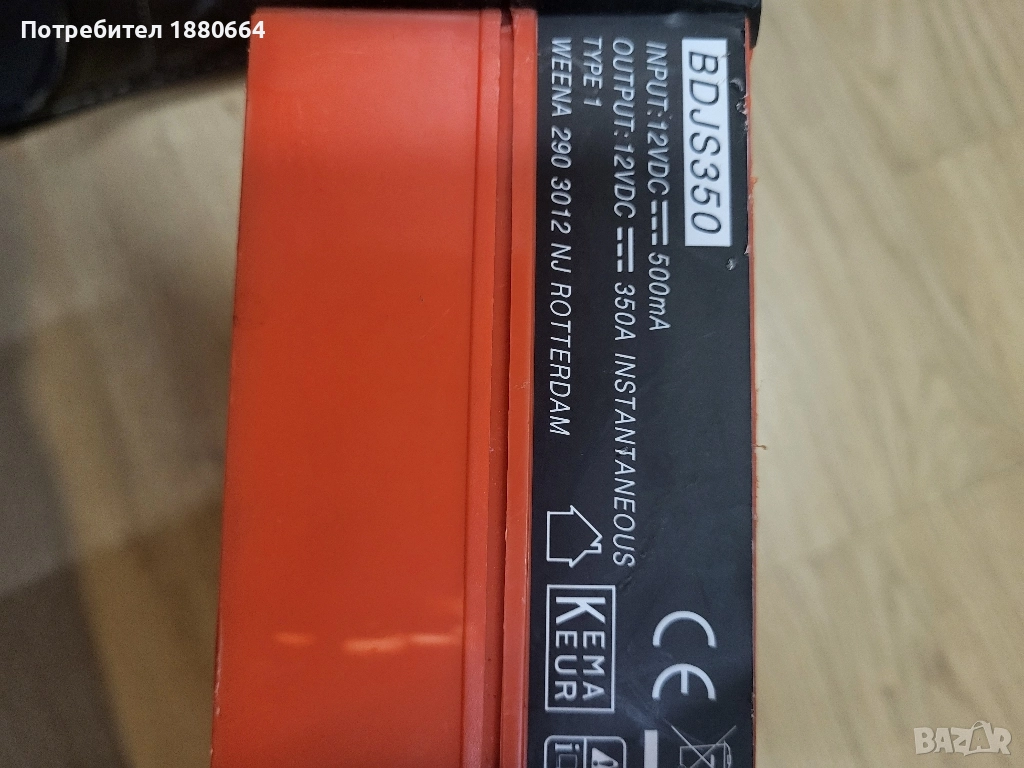 Потребител 1880664
BDJS350
INPUT:12VDC 500mA
OUTPUT:12VDC 350A INSTANTANEOUS
TYPE 1
WEENA 290 3012 NJ ROTTERDAM
KEMA
KEUR
CE
BAZAR